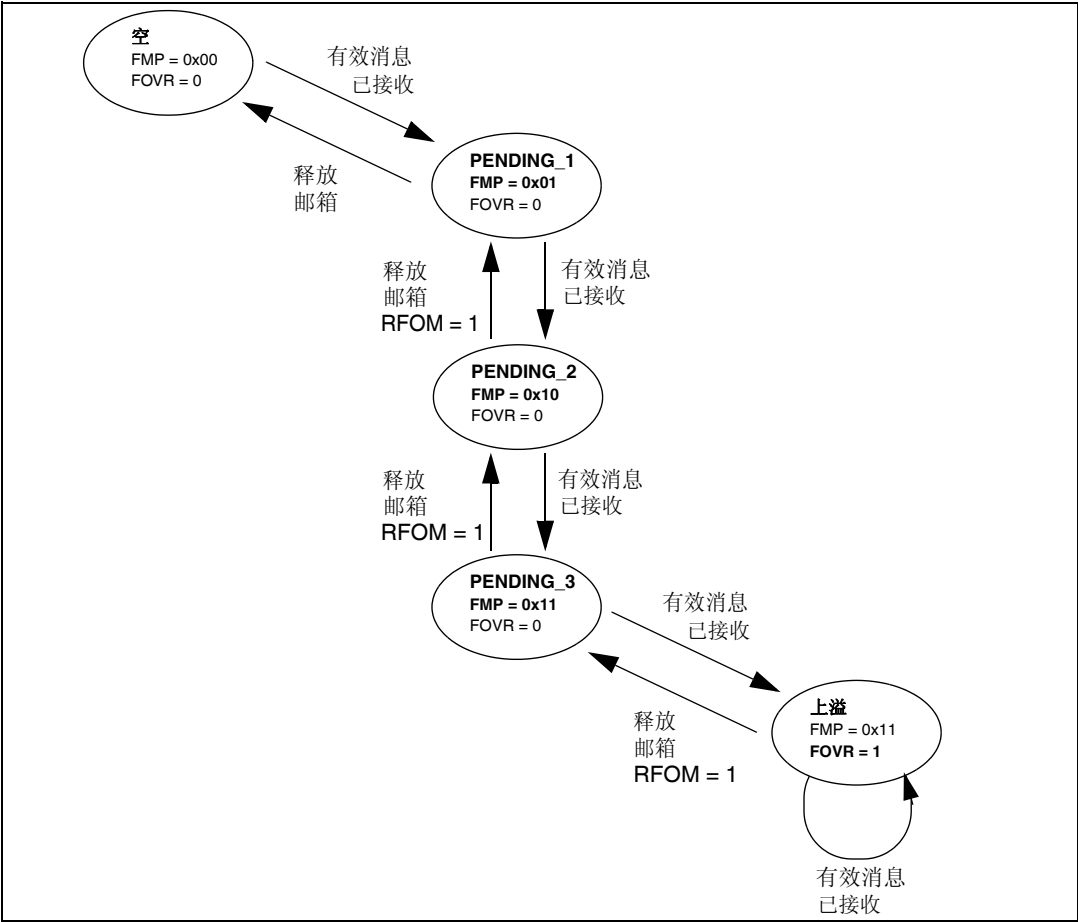 空
FMP = 0x00
FOVR = 0
有效消息
已接收
释放
邮箱
PENDING_1
FMP = 0x01
FOVR = 0
释放
邮箱
RFOM = 1
有效消息
已接收
PENDING_2
FMP = 0x10
FOVR = 0
释放
邮箱
RFOM = 1
有效消息
已接收
PENDING_3
FMP = 0x11
FOVR = 0
有效消息
已接收
释放
邮箱
RFOM = 1
上溢
FMP = 0x11
FOVR = 1
有效消息
已接收